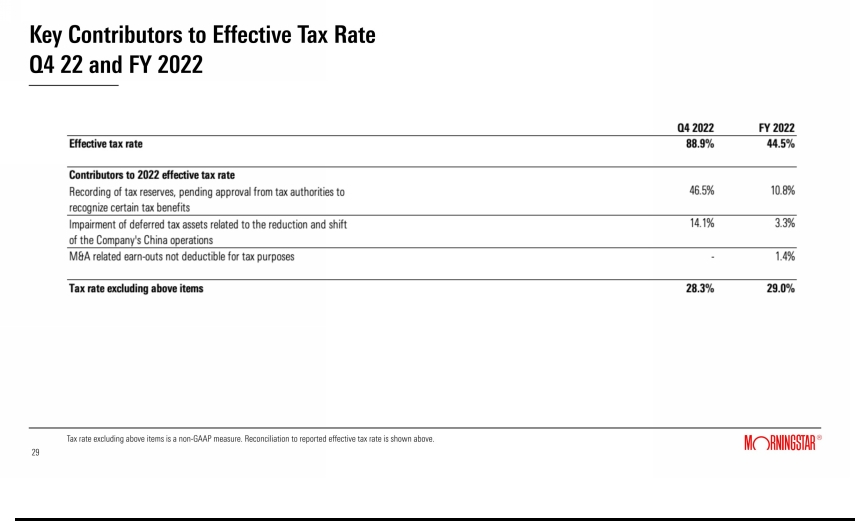 Key Contributors to Effective Tax Rate
Q4 22 and FY 2022
Q4 2022 FY 2022
Effective tax rate 88.9% 44.5%
Contributors to 2022 effective tax rate
Recording of tax reserves, pending approval from tax authorities to 46.5% 10.8%
recognize certain tax benefits
Impairment of deferred tax assets related to the reduction and shift 14.1% 3.3%
of the Company's China operations
M&A related earn-outs not deductible for tax purposes - 1.4%
Tax rate excluding above items 28.3% 29.0%
Tax rate excluding above items is a non-GAAP measure. Reconciliation to reported effective tax rate is shown above.
29
MORNINGSTAR®